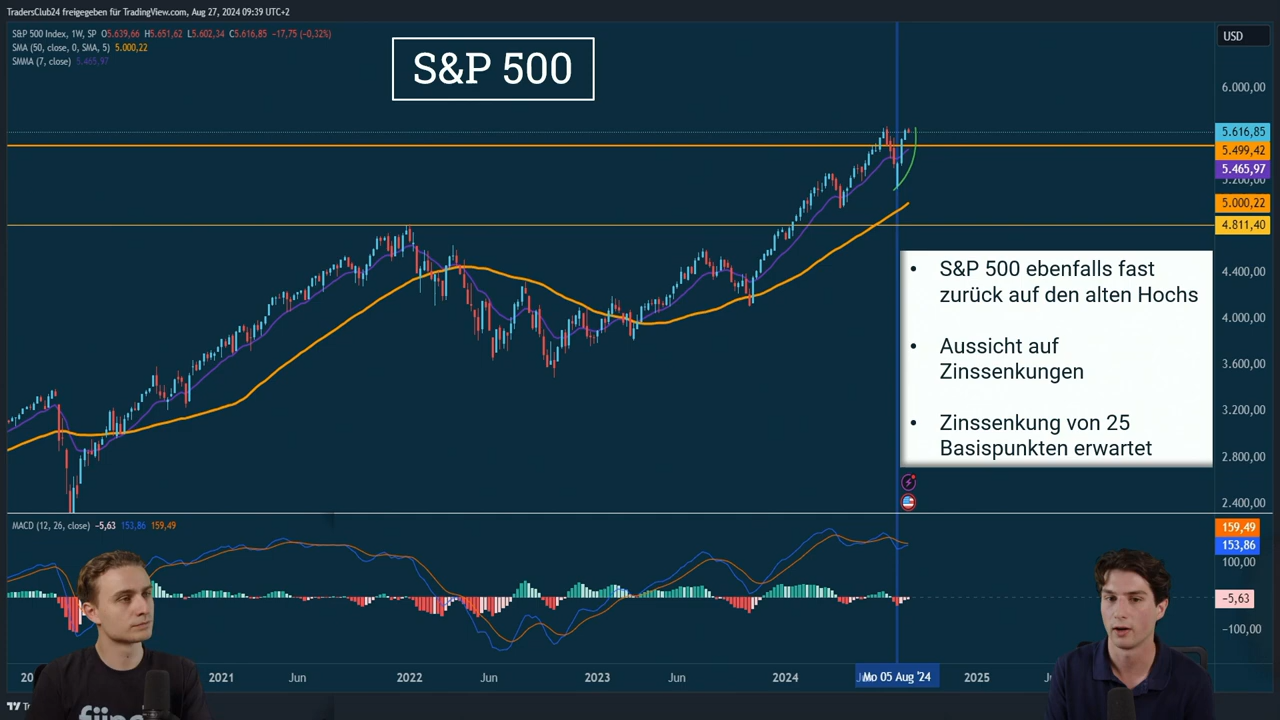 TradersClub24 freigegeben für TradingView.com, Aug 27, 2024 09:39 UTC+2
S&P 500 Index, 1W, SP O5.639,66 H5.651,62 L5.602,34 C5.616,85 −17,75 (−0,32%)
SMA (50, close, 0, SMA, 5) 5.000,22
SMMA (7, close) 5.465,97
S&P 500
USD
6.000,00
5.616,85
5.499,42
5.465,97
5.200,00
5.000,22
4.811,40
4.400,00
4.000,00
3.600,00
3.200,00
2.800,00
2.400,00
• S&P 500 ebenfalls fast
zurück auf den alten Hochs
• Aussicht auf
Zinssenkungen
• Zinssenkung von 25
Basispunkten erwartet
MACD (12, 26, close) −5,63 153,86 159,49
159,49
153,86
100,00
−5,63
−100,00
2021 Jun 2022 Jun 2023 Jun 2024 Mo 05 Aug '24 2025